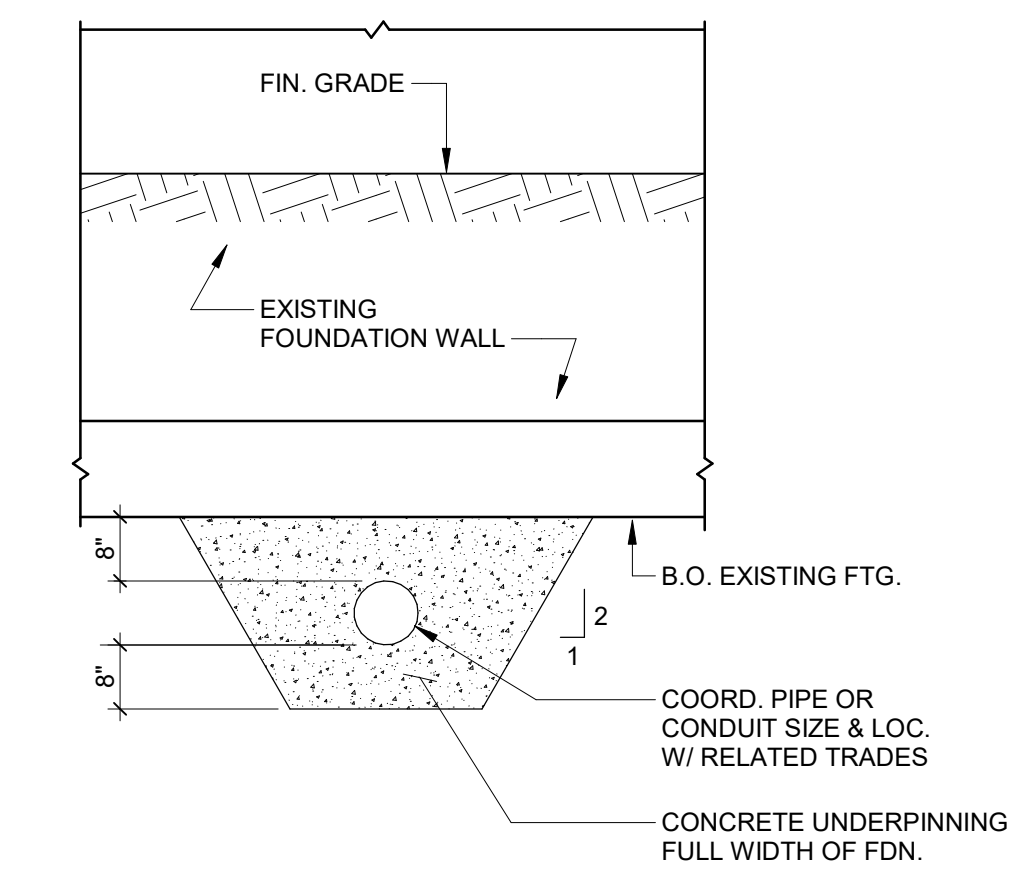 FIN. GRADE
EXISTING
FOUNDATION WALL
8"
B.O. EXISTING FTG.
2
1
8"
COORD. PIPE OR
CONDUIT SIZE & LOC.
W/ RELATED TRADES
CONCRETE UNDERPINNING
FULL WIDTH OF FDN.